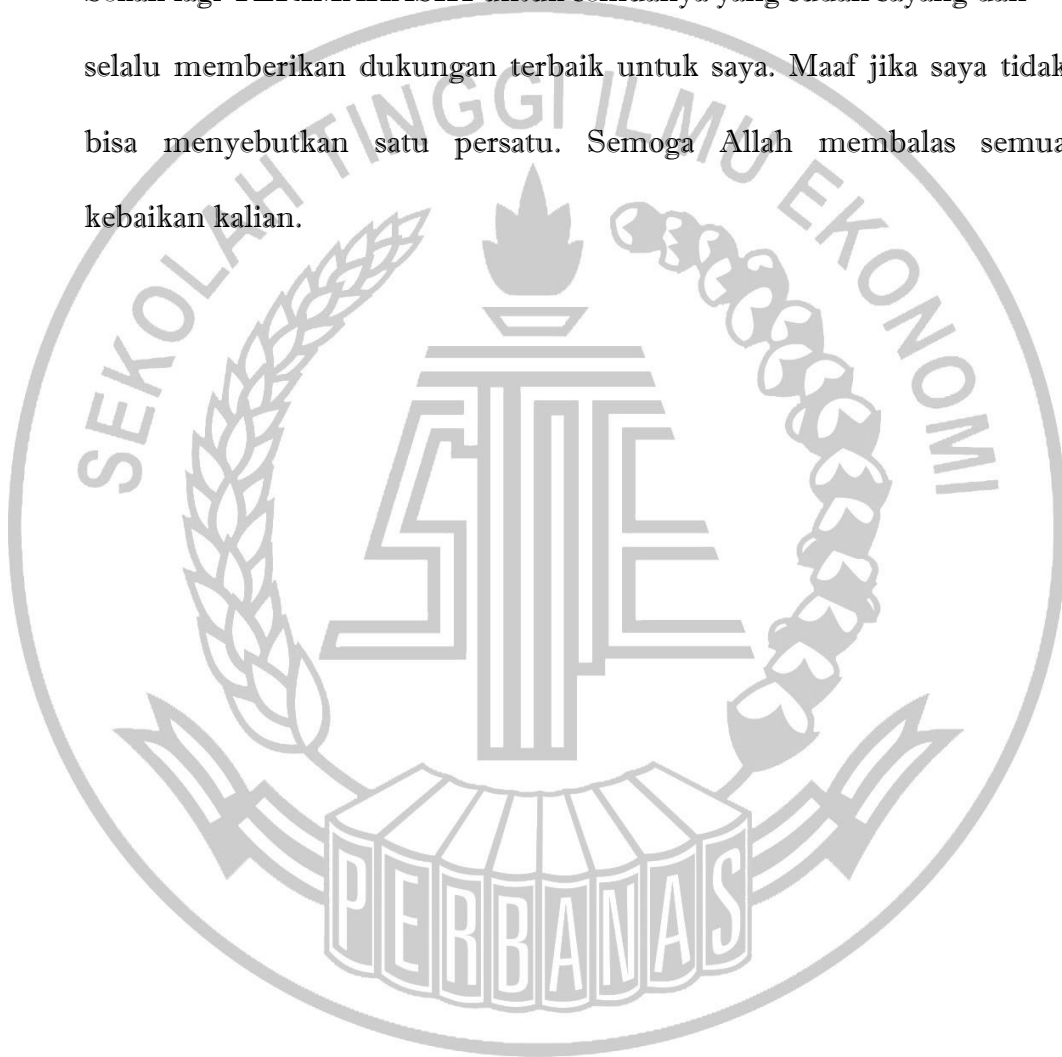 selalu memberikan dukungan terbaik untuk saya. Maaf jika saya tidak
bisa menyebutkan satu persatu. Semoga Allah membalas semua
kebaikan kalian.
SEKOLAH TINGGI ILMU EKONOMI
STIE
PERBANAS